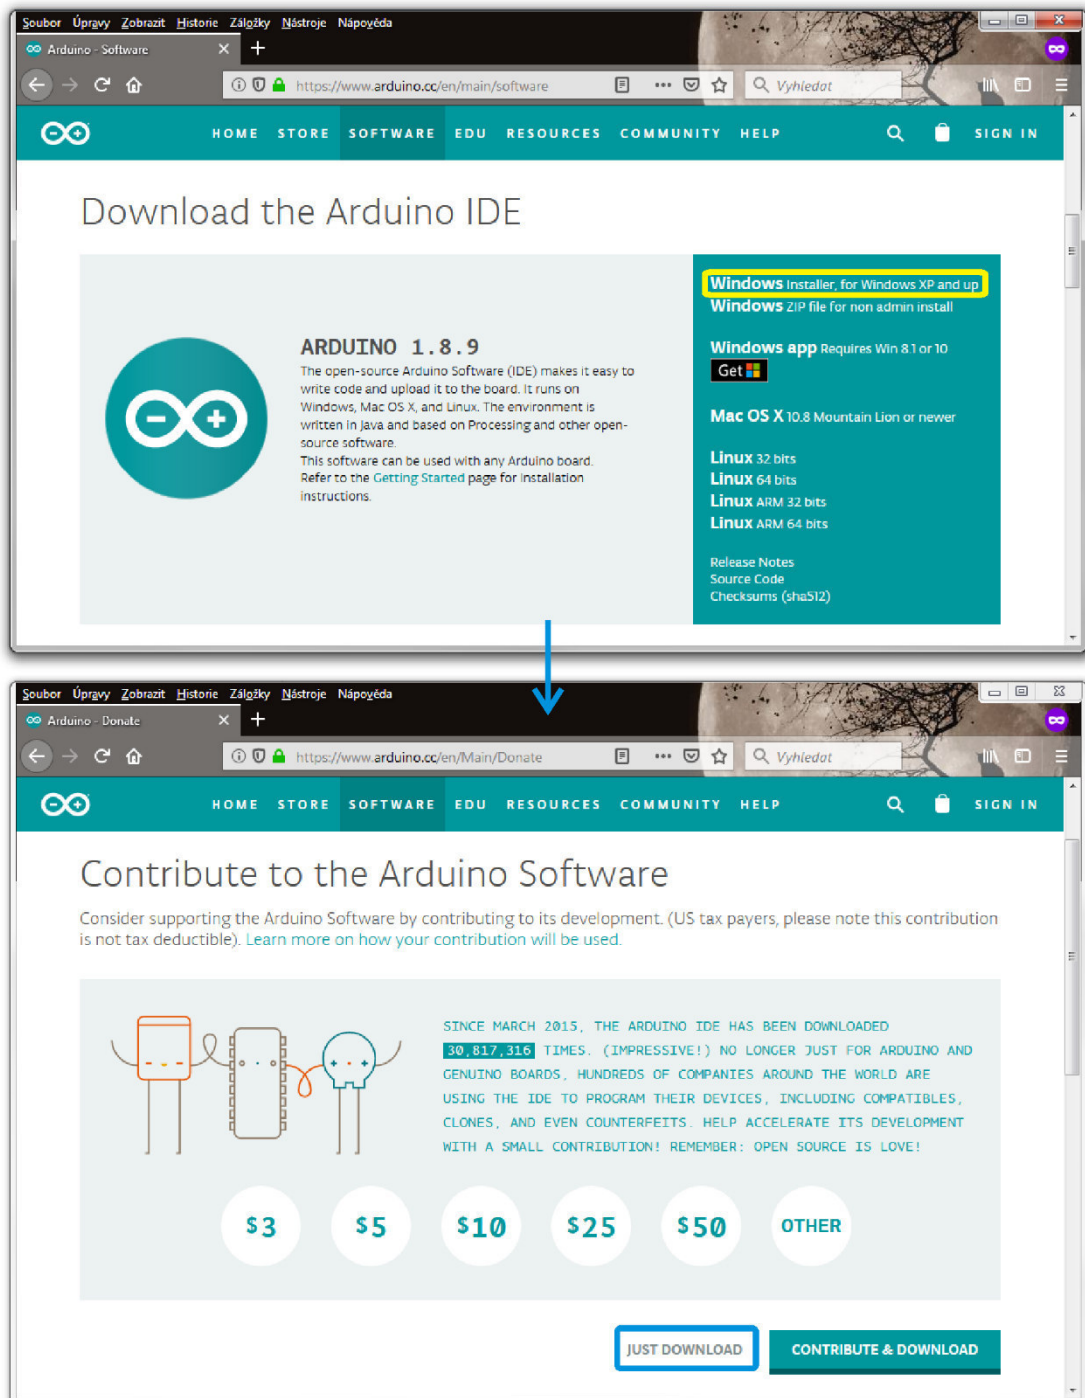 Soubor Úpravy Zobrazit Historie Záložky Nástroje Nápověda
Arduino - Software
https://www.arduino.cc/en/main/software
Vyhledat
HOME STORE SOFTWARE EDU RESOURCES COMMUNITY HELP SIGN IN
Download the Arduino IDE
ARDUINO 1.8.9
The open-source Arduino Software (IDE) makes it easy to
write code and upload it to the board. It runs on
Windows, Mac OS X, and Linux. The environment is
written in Java and based on Processing and other open-
source software.
This software can be used with any Arduino board.
Refer to the Getting Started page for Installation
instructions.
Windows Installer, for Windows XP and up
Windows ZIP file for non admin install
Windows app Requires Win 8.1 or 10
Get
Mac OS X 10.8 Mountain Lion or newer
Linux 32 bits
Linux 64 bits
Linux ARM 32 bits
Linux ARM 64 bits
Release Notes
Source Code
Checksums (sha512)
Soubor Úpravy Zobrazit Historie Záložky Nástroje Nápověda
Arduino - Donate
https://www.arduino.cc/en/Main/Donate
Vyhledat
HOME STORE SOFTWARE EDU RESOURCES COMMUNITY HELP SIGN IN
Contribute to the Arduino Software
Consider supporting the Arduino Software by contributing to its development. (US tax payers, please note this contribution
is not tax deductible). Learn more on how your contribution will be used.
SINCE MARCH 2015, THE ARDUINO IDE HAS BEEN DOWNLOADED
30,817,316 TIMES. (IMPRESSIVE!) NO LONGER JUST FOR ARDUINO AND
GENUINO BOARDS, HUNDREDS OF COMPANIES AROUND THE WORLD ARE
USING THE IDE TO PROGRAM THEIR DEVICES, INCLUDING COMPATIBLES,
CLONES, AND EVEN COUNTERFEITS. HELP ACCELERATE ITS DEVELOPMENT
WITH A SMALL CONTRIBUTION! REMEMBER: OPEN SOURCE IS LOVE!
$3 $5 $10 $25 $50 OTHER
JUST DOWNLOAD CONTRIBUTE & DOWNLOAD